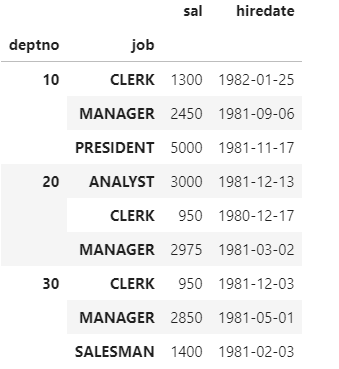 sal hiredate
deptno job
10 CLERK 1300 1982-01-25
MANAGER 2450 1981-09-06
PRESIDENT 5000 1981-11-17
20 ANALYST 3000 1981-12-13
CLERK 950 1980-12-17
MANAGER 2975 1981-03-02
30 CLERK 950 1981-12-03
MANAGER 2850 1981-05-01
SALESMAN 1400 1981-02-03